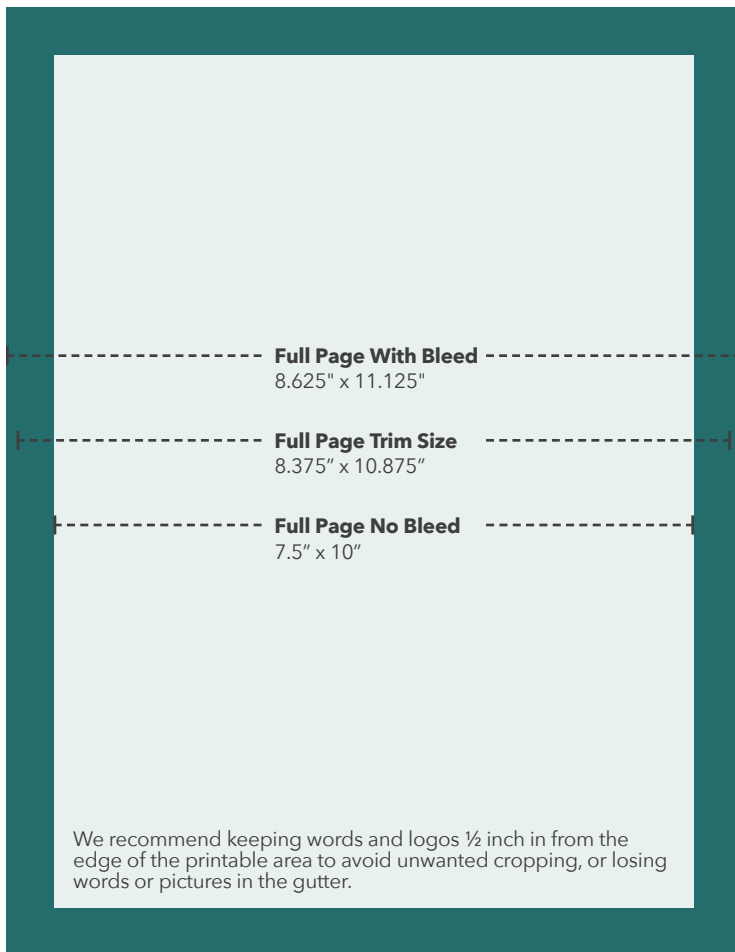 Full Page With Bleed
8.625" x 11.125"
Full Page Trim Size
8.375” x 10.875”
Full Page No Bleed
7.5” x 10”
We recommend keeping words and logos ½ inch in from the
edge of the printable area to avoid unwanted cropping, or losing
words or pictures in the gutter.